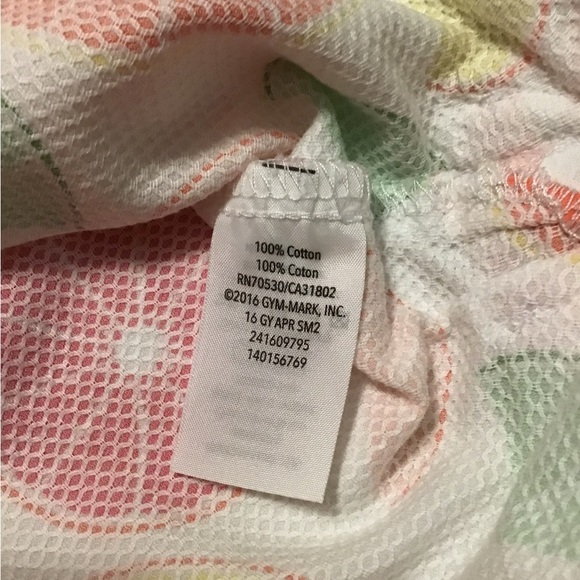 100% Cotton
100% Coton
RN70530/CA31802
©2016 GYM-MARK, INC.
16 GY APR SM2
241609795
140156769